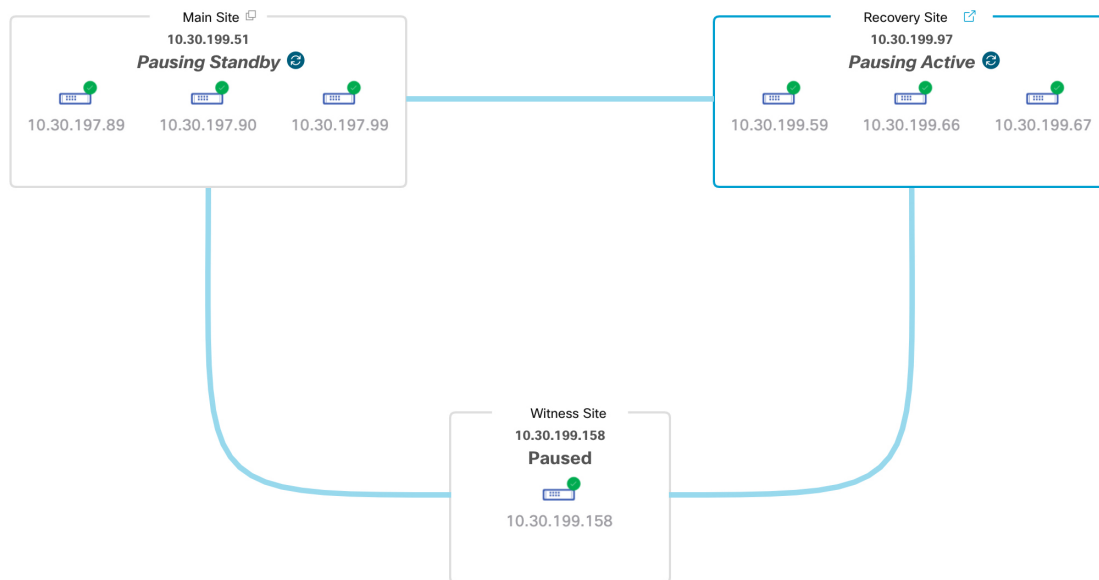 Main Site
10.30.199.51
Pausing Standby
10.30.197.89
10.30.197.90
10.30.197.99
Recovery Site
10.30.199.97
Pausing Active
10.30.199.59
10.30.199.66
10.30.199.67
Witness Site
10.30.199.158
Paused
10.30.199.158